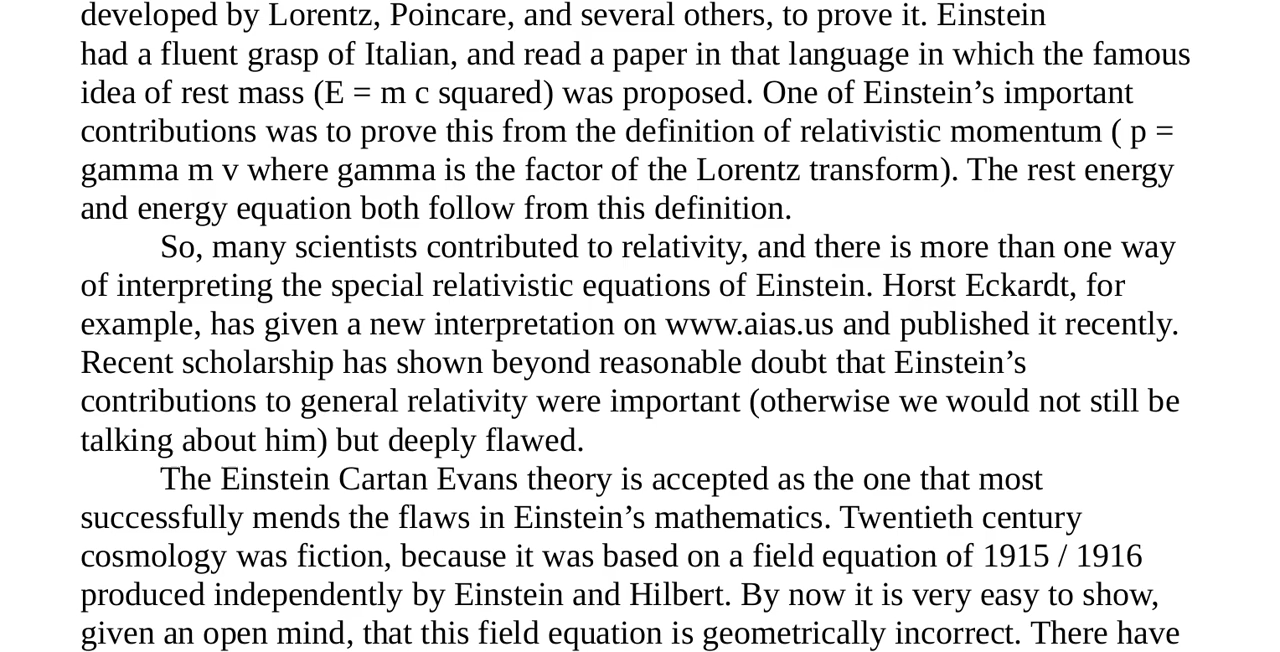 developed by Lorentz, Poincare, and several others, to prove it. Einstein
had a fluent grasp of Italian, and read a paper in that language in which the famous
idea of rest mass (E = m c squared) was proposed. One of Einstein’s important
contributions was to prove this from the definition of relativistic momentum ( p =
gamma m v where gamma is the factor of the Lorentz transform). The rest energy
and energy equation both follow from this definition.
So, many scientists contributed to relativity, and there is more than one way
of interpreting the special relativistic equations of Einstein. Horst Eckardt, for
example, has given a new interpretation on www.aias.us and published it recently.
Recent scholarship has shown beyond reasonable doubt that Einstein’s
contributions to general relativity were important (otherwise we would not still be
talking about him) but deeply flawed.
The Einstein Cartan Evans theory is accepted as the one that most
successfully mends the flaws in Einstein’s mathematics. Twentieth century
cosmology was fiction, because it was based on a field equation of 1915 / 1916
produced independently by Einstein and Hilbert. By now it is very easy to show,
given an open mind, that this field equation is geometrically incorrect. There have